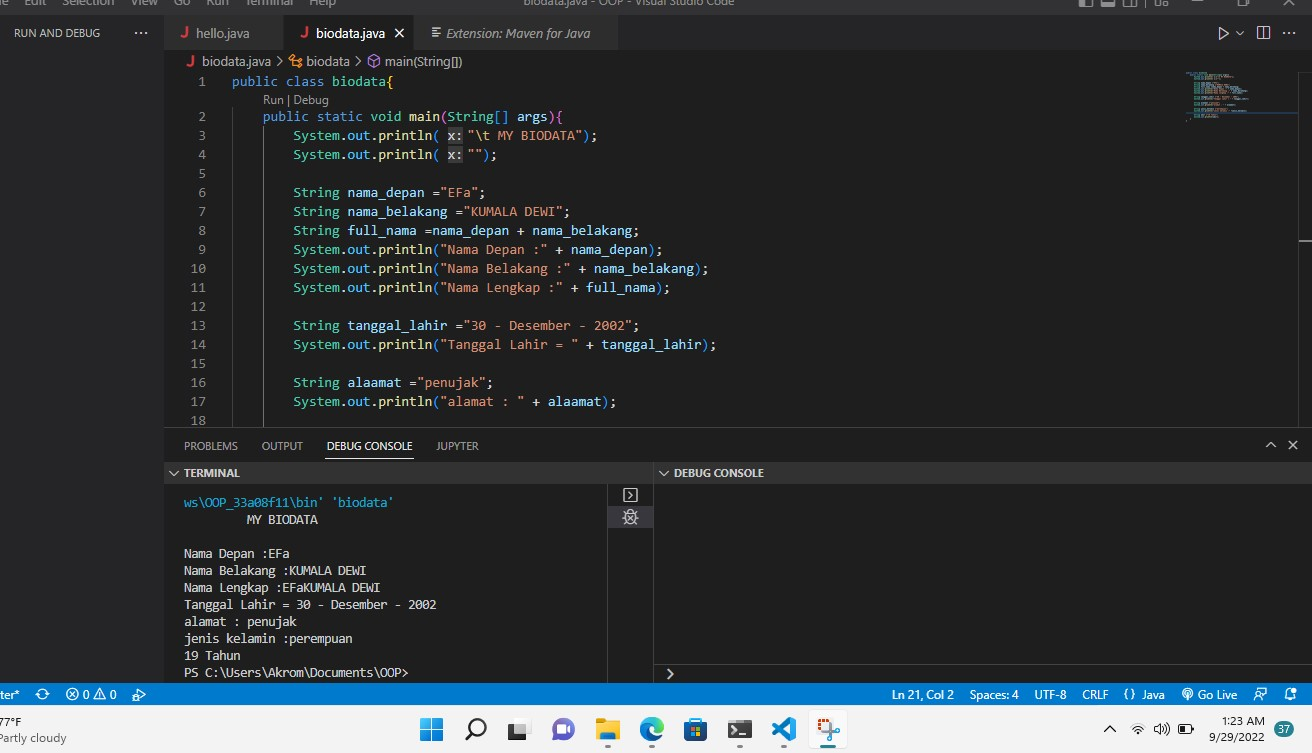 Edit Selection View Go Run Terminal Help biodata.java - OOP - Visual Studio Code
RUN AND DEBUG ···
hello.java biodata.java Extension: Maven for Java
biodata.java > biodata > main(String[])
1 public class biodata{
Run | Debug
2 public static void main(String[] args){
3 System.out.println( x: "\t MY BIODATA");
4 System.out.println( x: "");
5
6 String nama_depan ="EFa";
7 String nama_belakang ="KUMALA DEWI";
8 String full_nama =nama_depan + nama_belakang;
9 System.out.println("Nama Depan :" + nama_depan);
10 System.out.println("Nama Belakang :" + nama_belakang);
11 System.out.println("Nama Lengkap :" + full_nama);
12
13 String tanggal_lahir ="30 - Desember - 2002";
14 System.out.println("Tanggal Lahir = " + tanggal_lahir);
15
16 String alaamat ="penujak";
17 System.out.println("alamat : " + alaamat);
18
PROBLEMS OUTPUT DEBUG CONSOLE JUPYTER
TERMINAL
ws\OOP_33a08f11\bin' 'biodata'
MY BIODATA
Nama Depan :EFa
Nama Belakang :KUMALA DEWI
Nama Lengkap :EFaKUMALA DEWI
Tanggal Lahir = 30 - Desember - 2002
alamat : penujak
jenis kelamin :perempuan
19 Tahun
PS C:\Users\Akrom\Documents\OOP>
DEBUG CONSOLE
>
ter* 0 0 Ln 21, Col 2 Spaces: 4 UTF-8 CRLF {} Java Go Live
77°F
Partly cloudy
1:23 AM
9/29/2022
37